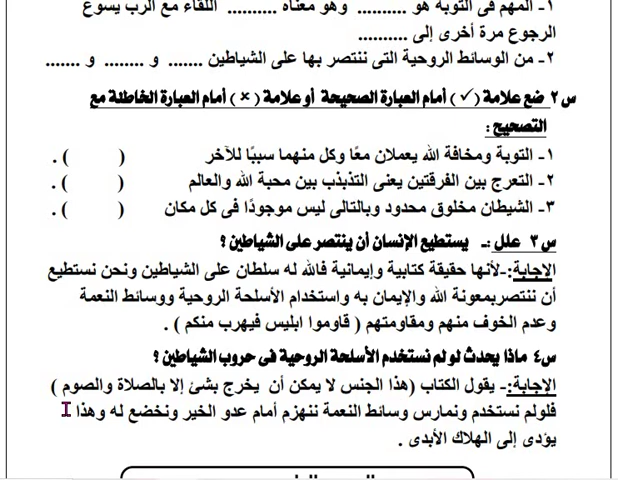 ١- المهم فى التوبة هو .......... وهو معناه .......... اللقاء مع الرب يسوع
الرجوع مرة أخرى إلى ..........
٢- من الوسائط الروحية التى ننتصر بها على الشياطين ....... و ........ و .......
س٢ ضع علامة ( ✓ ) أمام العبارة الصحيحة أو علامة ( × ) أمام العبارة الخاطئة مع
التصحيح :
١- التوبة ومخافة الله يعملان معًا وكل منهما سببًا للآخر ( ) .
٢- التعرج بين الفرقتين يعنى التذبذب بين محبة الله والعالم ( ) .
٣- الشيطان مخلوق محدود وبالتالى ليس موجودًا فى كل مكان ( ) .
س٣ علل :- يستطيع الإنسان أن ينتصر على الشياطين ؟
الإجابة:-لأنها حقيقة كتابية وإيمانية فالله له سلطان على الشياطين ونحن نستطيع
أن ننتصربمعونة الله والإيمان به واستخدام الأسلحة الروحية ووسائط النعمة
وعدم الخوف منهم ومقاومتهم ( قاوموا ابليس فيهرب منكم ) .
س٤ ماذا يحدث لو لم نستخدم الأسلحة الروحية فى حروب الشياطين ؟
الإجابة:- يقول الكتاب (هذا الجنس لا يمكن أن يخرج بشئ إلا بالصلاة والصوم )
فلولم نستخدم ونمارس وسائط النعمة ننهزم أمام عدو الخير ونخضع له وهذا
يؤدى إلى الهلاك الأبدى .